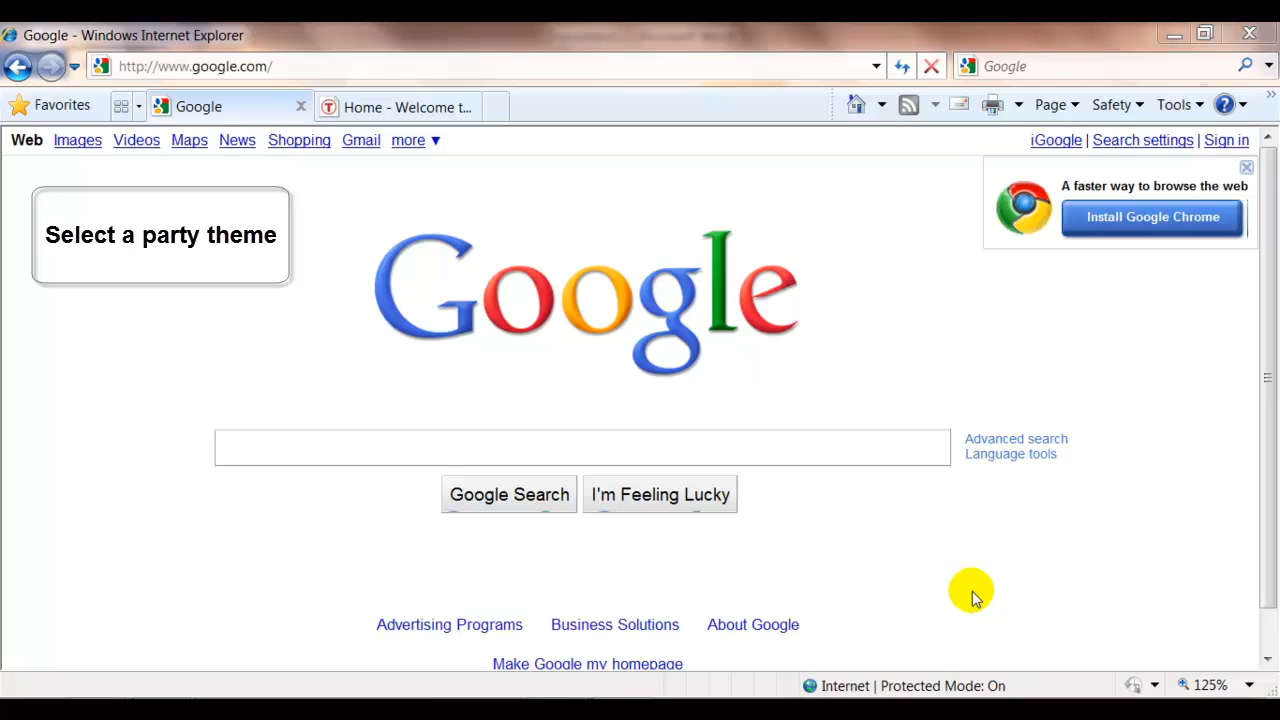 Google - Windows Internet Explorer
http://www.google.com/
Google
Favorites
Google
Home - Welcome t...
Page
Safety
Tools
Web Images Videos Maps News Shopping Gmail more ▼
iGoogle | Search settings | Sign in
A faster way to browse the web
Install Google Chrome
Select a party theme
Google
Advanced search
Language tools
Google Search
I'm Feeling Lucky
Advertising Programs
Business Solutions
About Google
Make Google my homepage
Internet | Protected Mode: On
125%